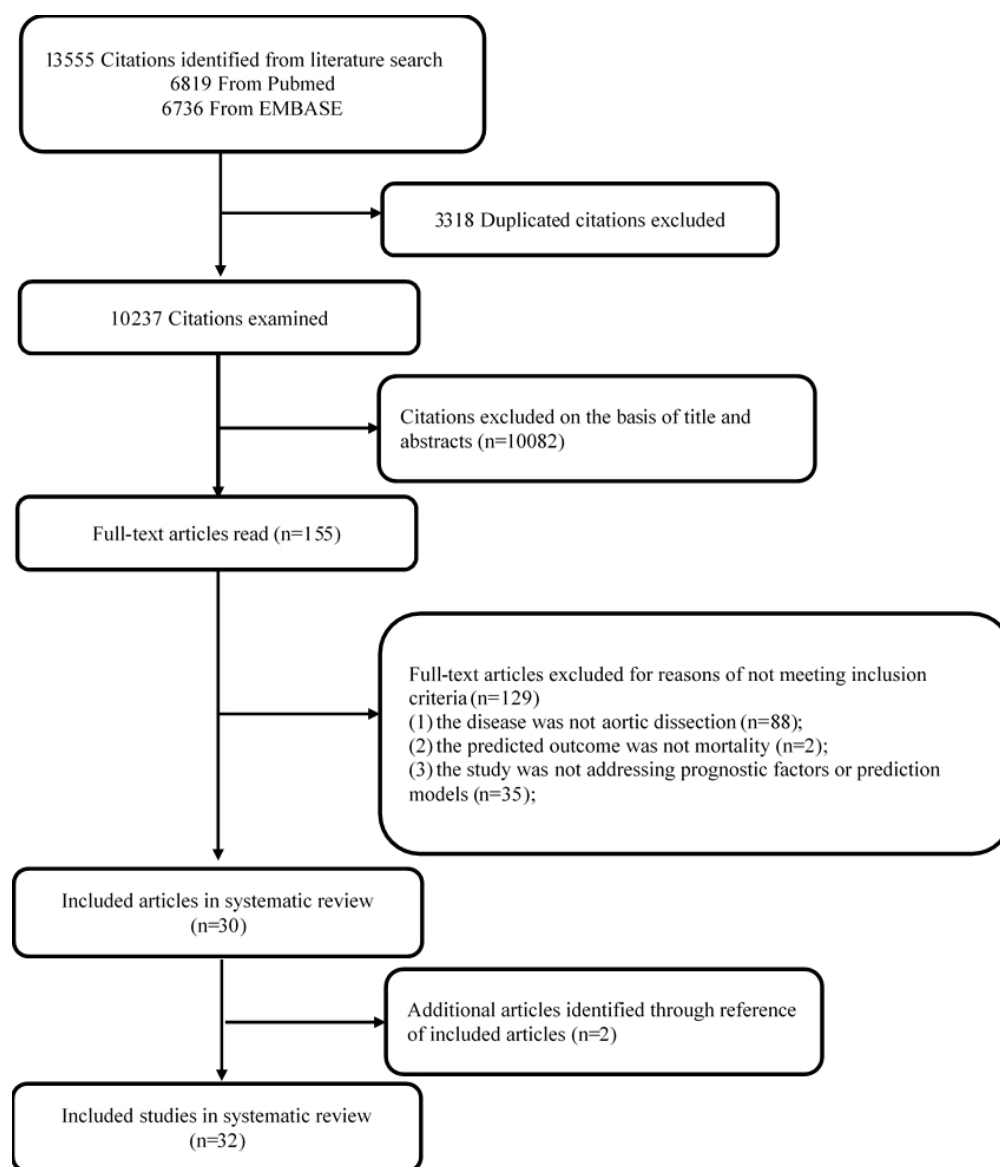 13555 Citations identified from literature search
6819 From Pubmed
6736 From EMBASE
3318 Duplicated citations excluded
10237 Citations examined
Citations excluded on the basis of title and
abstracts (n=10082)
Full-text articles read (n=155)
Full-text articles excluded for reasons of not meeting inclusion
criteria (n=129)
(1) the disease was not aortic dissection (n=88);
(2) the predicted outcome was not mortality (n=2);
(3) the study was not addressing prognostic factors or prediction
models (n=35);
Included articles in systematic review
(n=30)
Additional articles identified through reference
of included articles (n=2)
Included studies in systematic review
(n=32)